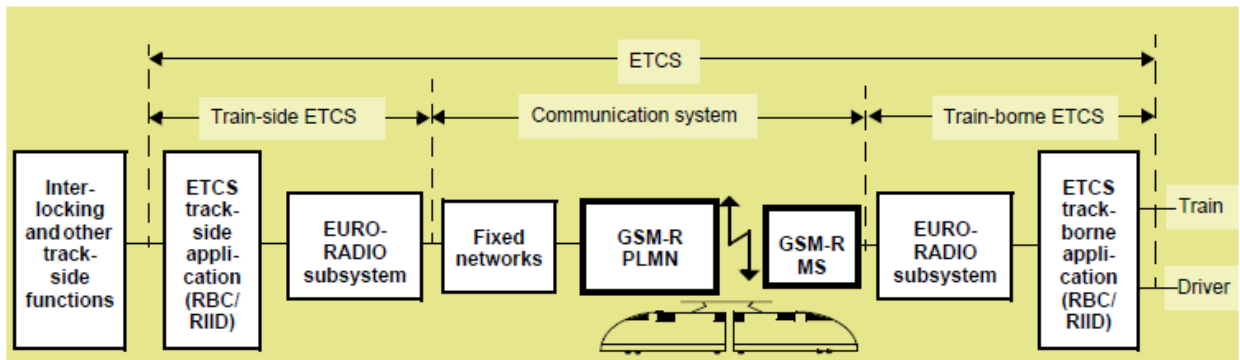 ETCS
Train-side ETCS
Communication system
Train-borne ETCS
Inter-
locking
and other
track-
side
functions
ETCS
track-
side
appli-
cation
(RBC/
RIID)
EURO-
RADIO
subsystem
Fixed
networks
GSM-R
PLMN
GSM-R
MS
EURO-
RADIO
subsystem
ETCS
track-
borne
appli-
cation
(RBC/
RIID)
Train
Driver